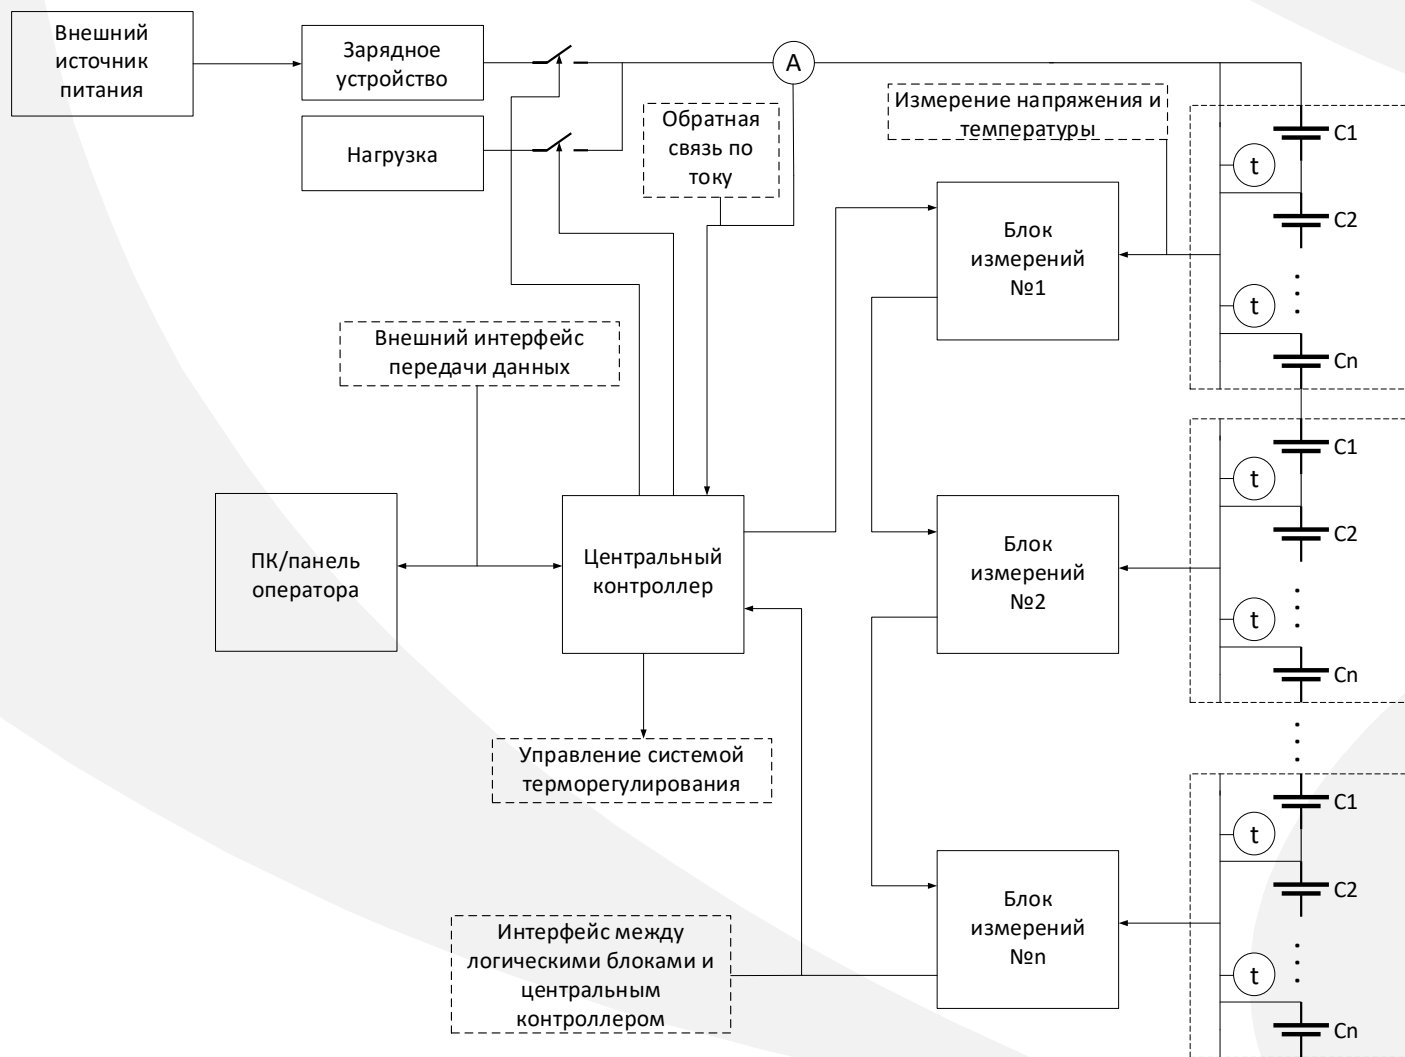 Внешний
источник
питания
Зарядное
устройство
Нагрузка
А
Обратная
связь по
току
Измерение напряжения и
температуры
C1
t
C2
t
Cn
Блок
измерений
№1
Внешний интерфейс
передачи данных
C1
t
C2
t
Cn
ПК/панель
оператора
Центральный
контроллер
Блок
измерений
№2
Управление системой
терморегулирования
C1
t
C2
t
Cn
Блок
измерений
№n
Интерфейс между
логическими блоками и
центральным
контроллером